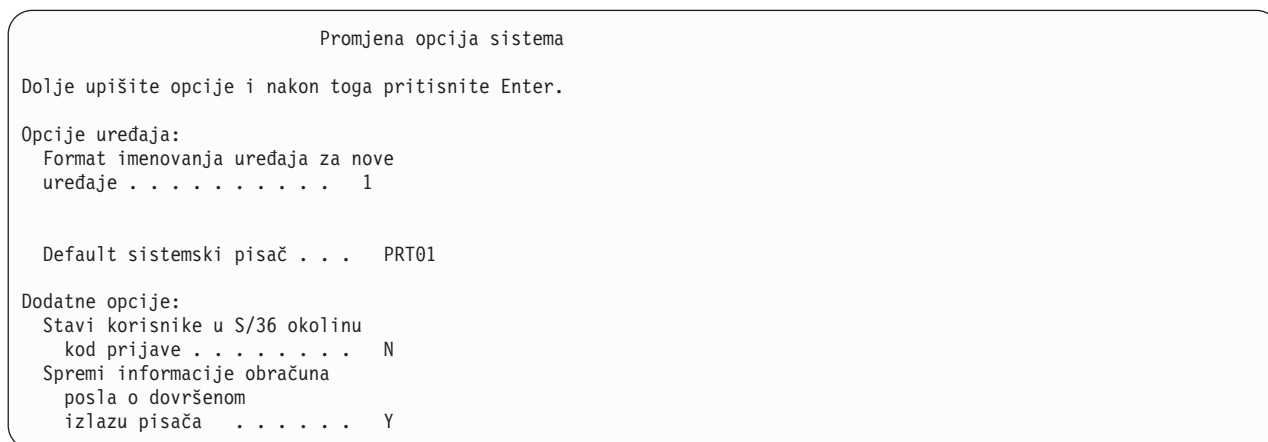 Promjena opcija sistema
Dolje upišite opcije i nakon toga pritisnite Enter.
Opcije uređaja:
Format imenovanja uređaja za nove
uređaje . . . . . . . . . . 1
Default sistemski pisač . . . PRT01
Dodatne opcije:
Stavi korisnike u S/36 okolinu
kod prijave . . . . . . . . N
Spremi informacije obračuna
posla o dovršenom
izlazu pisača . . . . . . Y